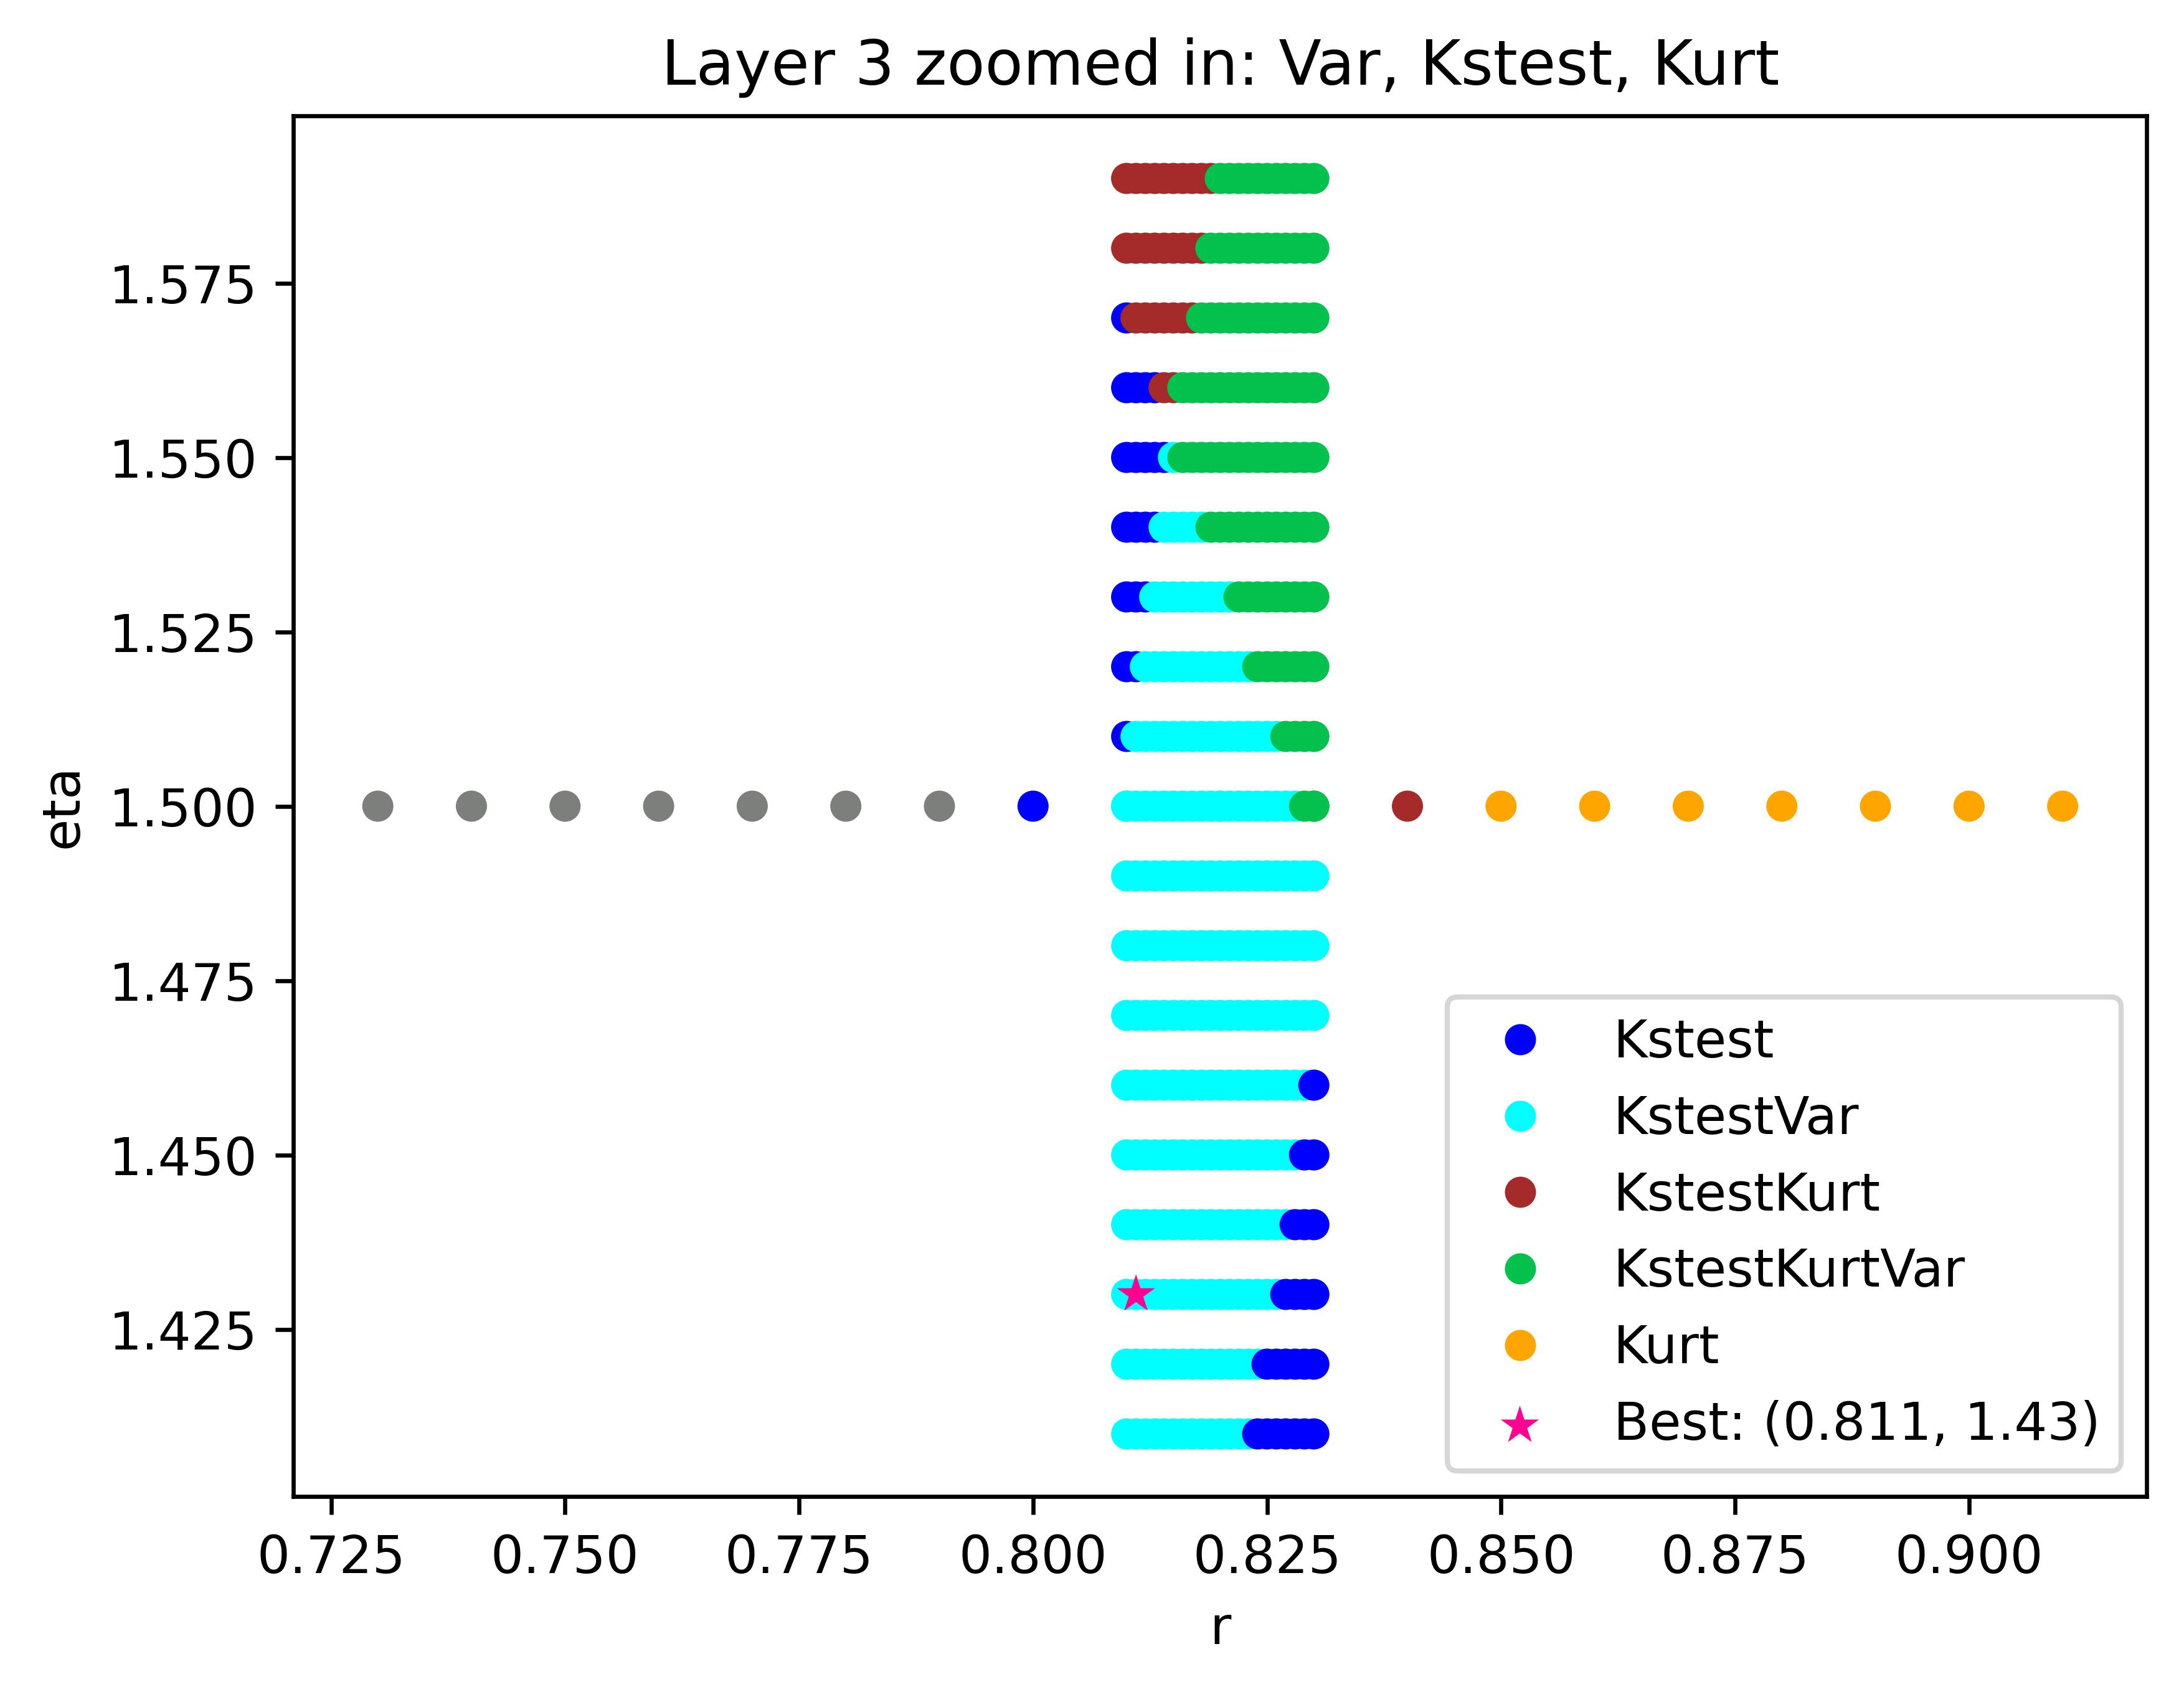 Layer 3 zoomed in: Var, Kstest, Kurt
1.575
1.550
1.525
1.500
1.475
1.450
1.425
eta
Kstest
KstestVar
KstestKurt
KstestKurtVar
Kurt
Best: (0.811, 1.43)
0.725 0.750 0.775 0.800 0.825 0.850 0.875 0.900
r